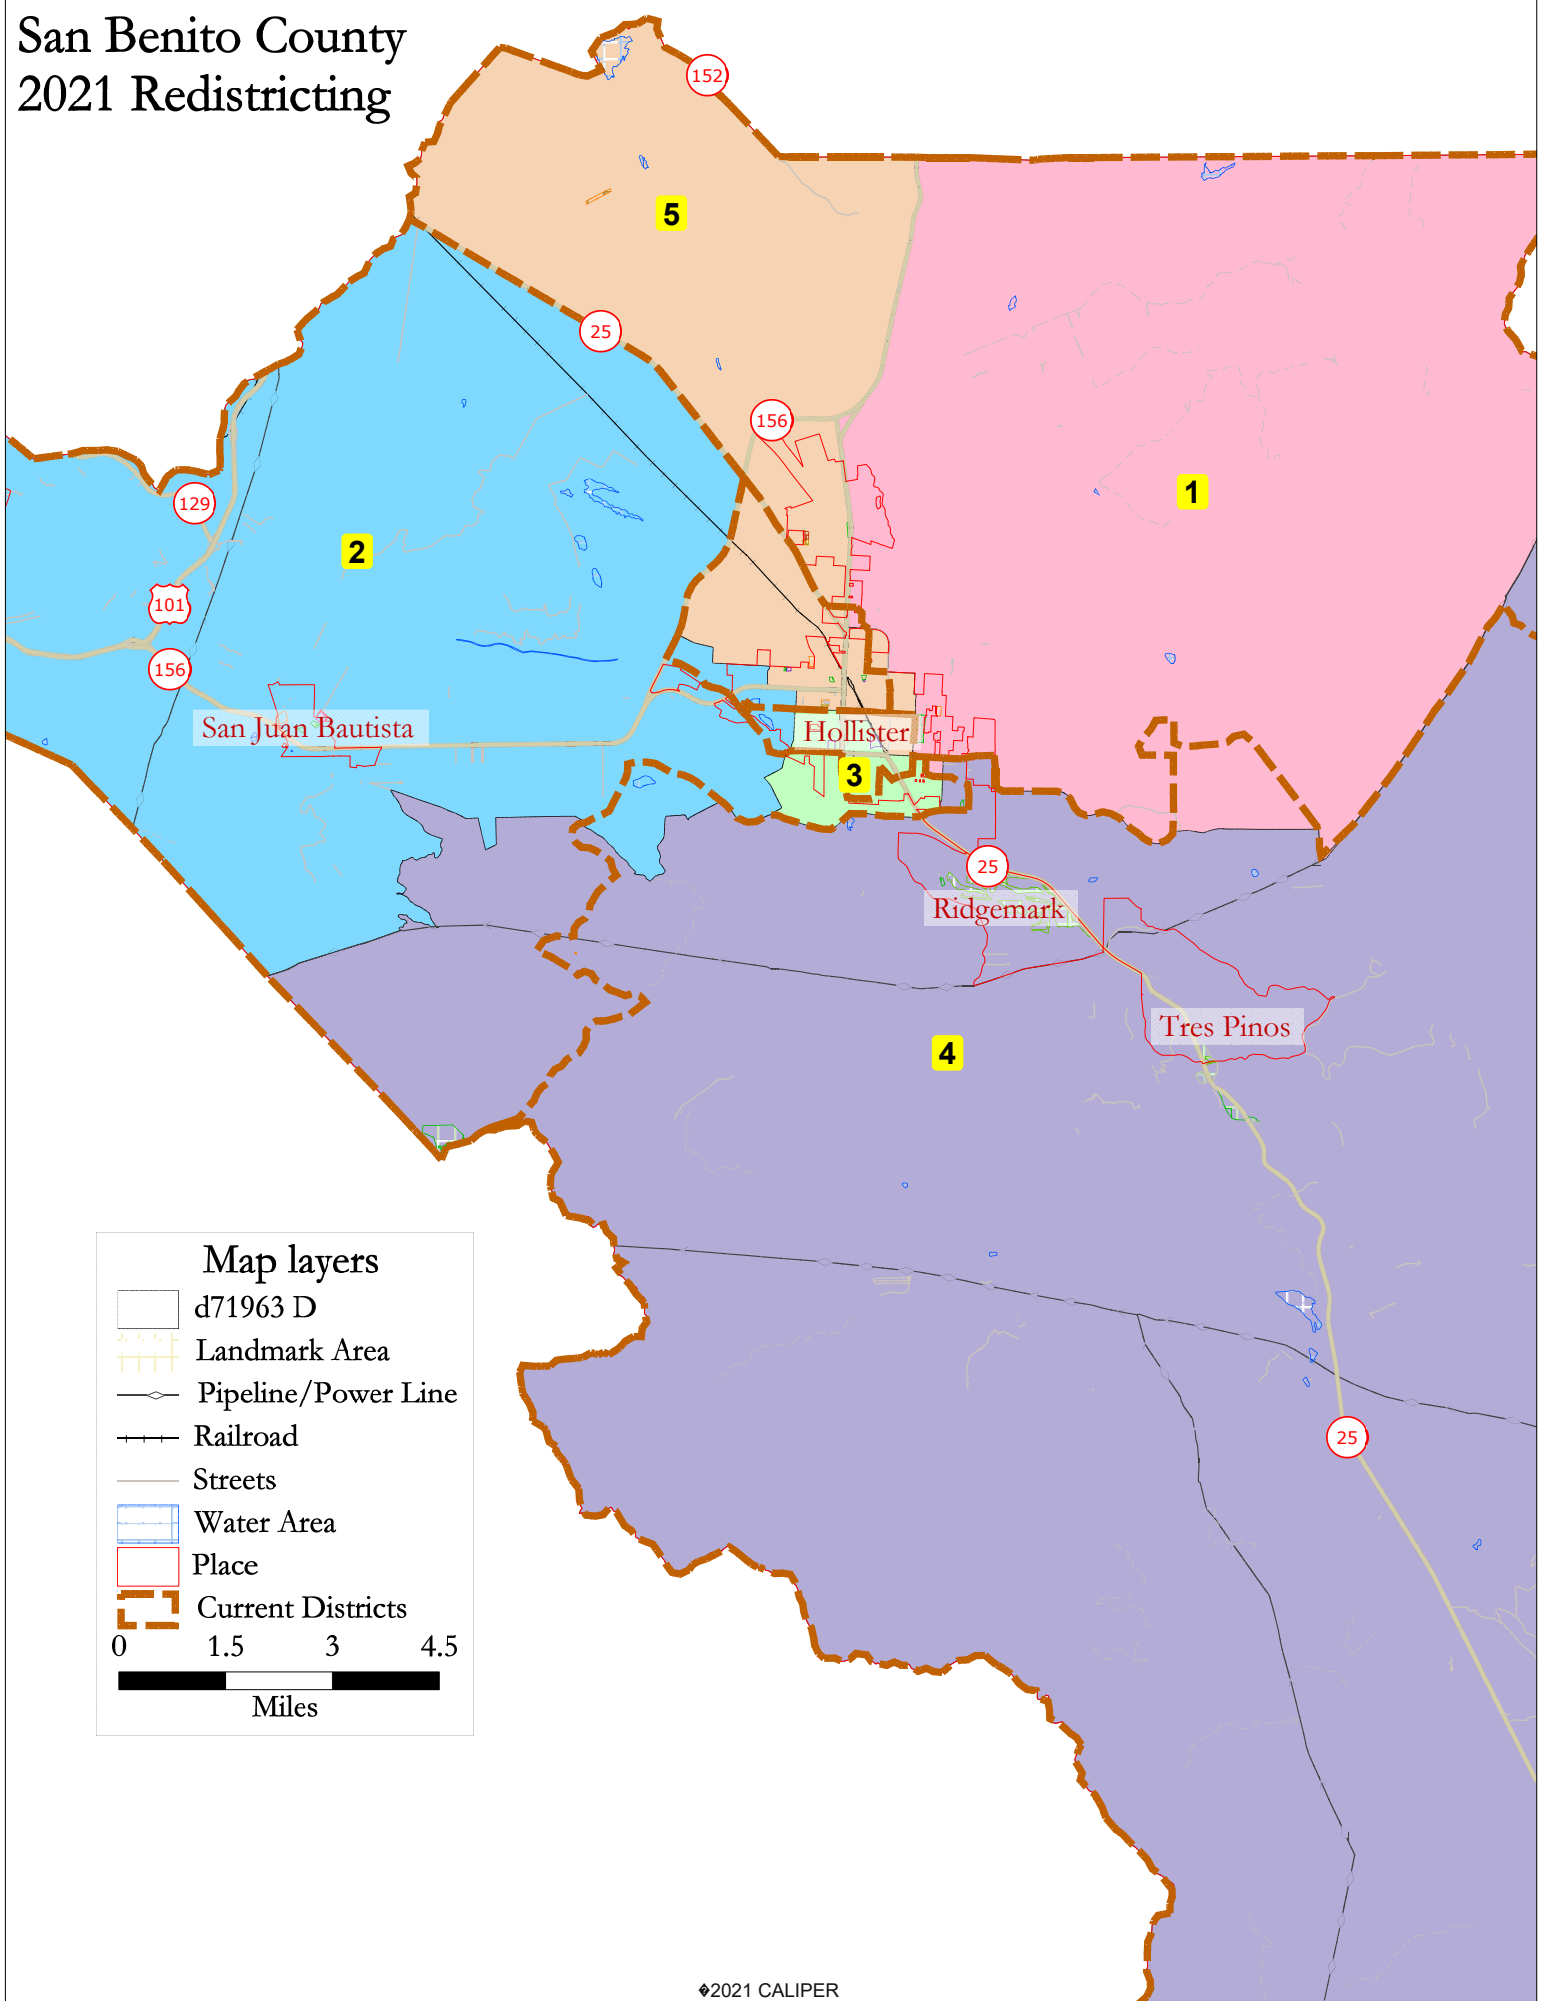 San Benito County
2021 Redistricting
152
5
25
156
1
129
2
101
156
San Juan Bautista
Hollister
3
25
Ridgemark
Tres Pinos
4
Map layers
d71963 D
Landmark Area
Pipeline/Power Line
Railroad
Streets
Water Area
Place
Current Districts
0 1.5 3 4.5
Miles
25
�2021 CALIPER